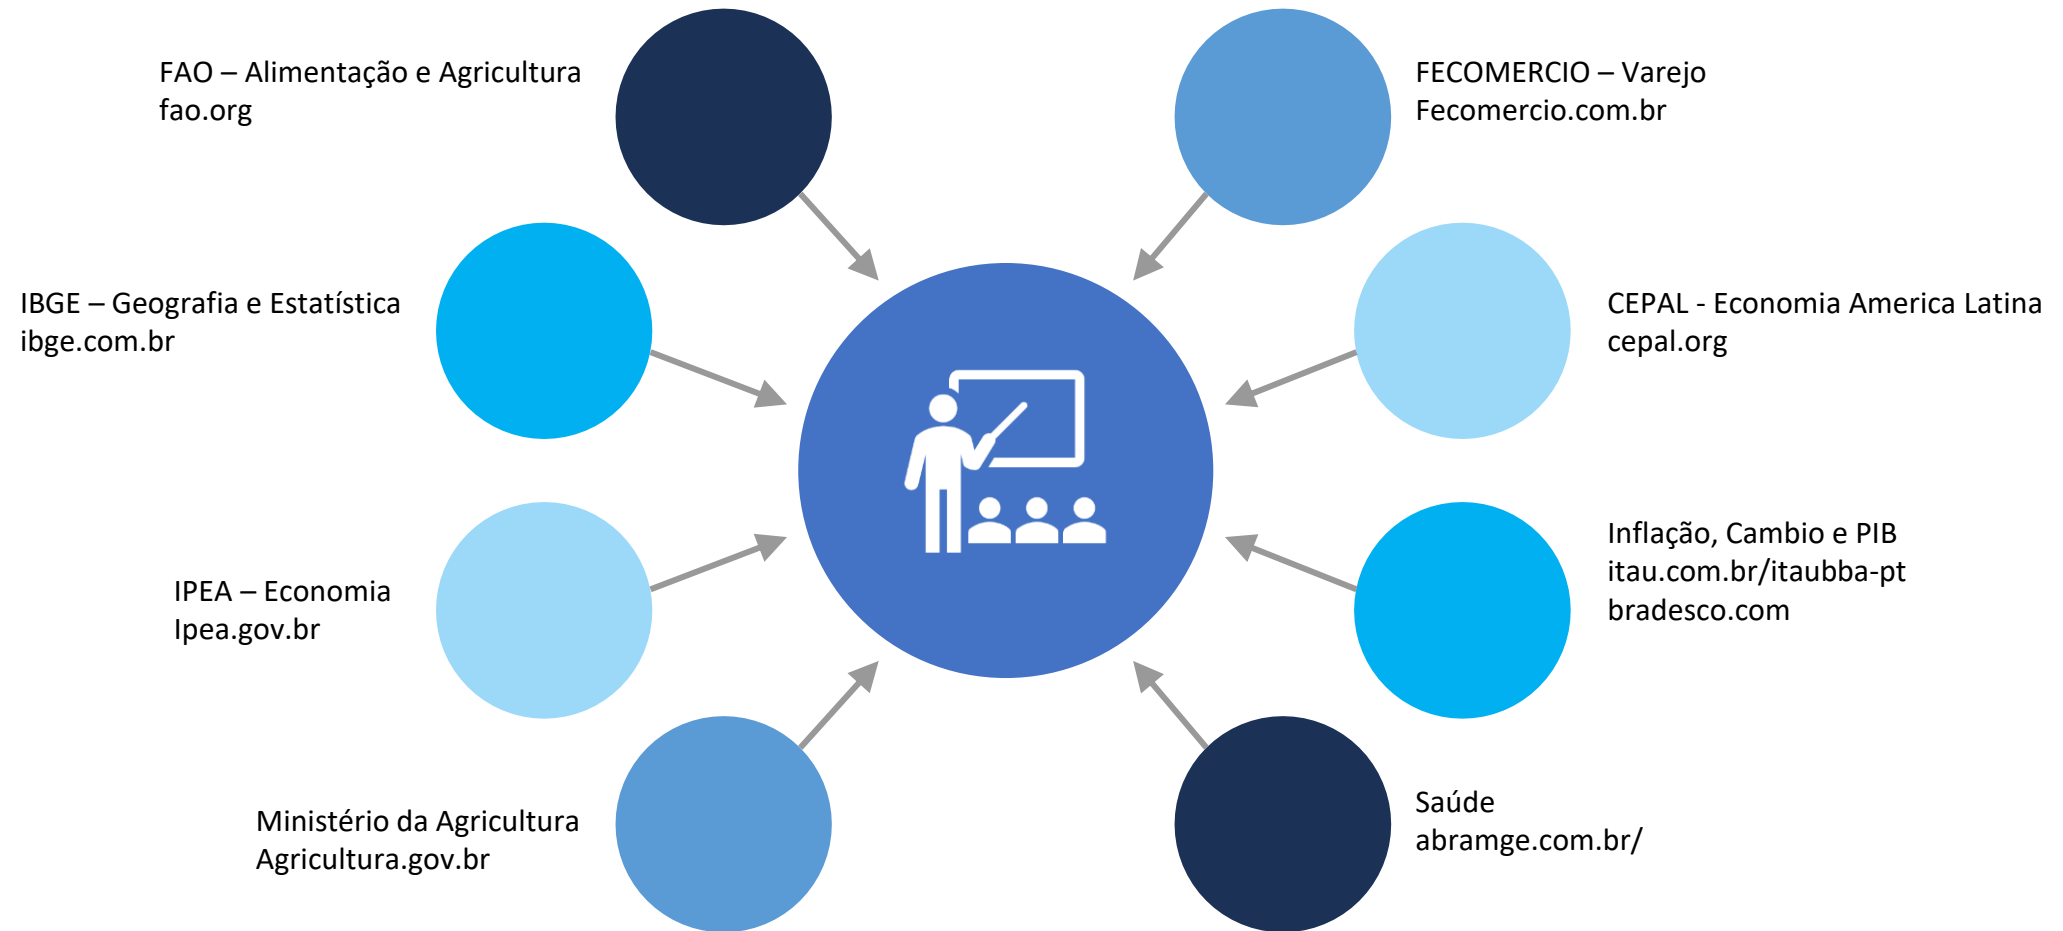 FAO – Alimentação e Agricultura
fao.org
FECOMERCIO – Varejo
Fecomercio.com.br
IBGE – Geografia e Estatística
ibge.com.br
CEPAL - Economia America Latina
cepal.org
IPEA – Economia
Ipea.gov.br
Inflação, Cambio e PIB
itau.com.br/itaubba-pt
bradesco.com
Ministério da Agricultura
Agricultura.gov.br
Saúde
abramge.com.br/